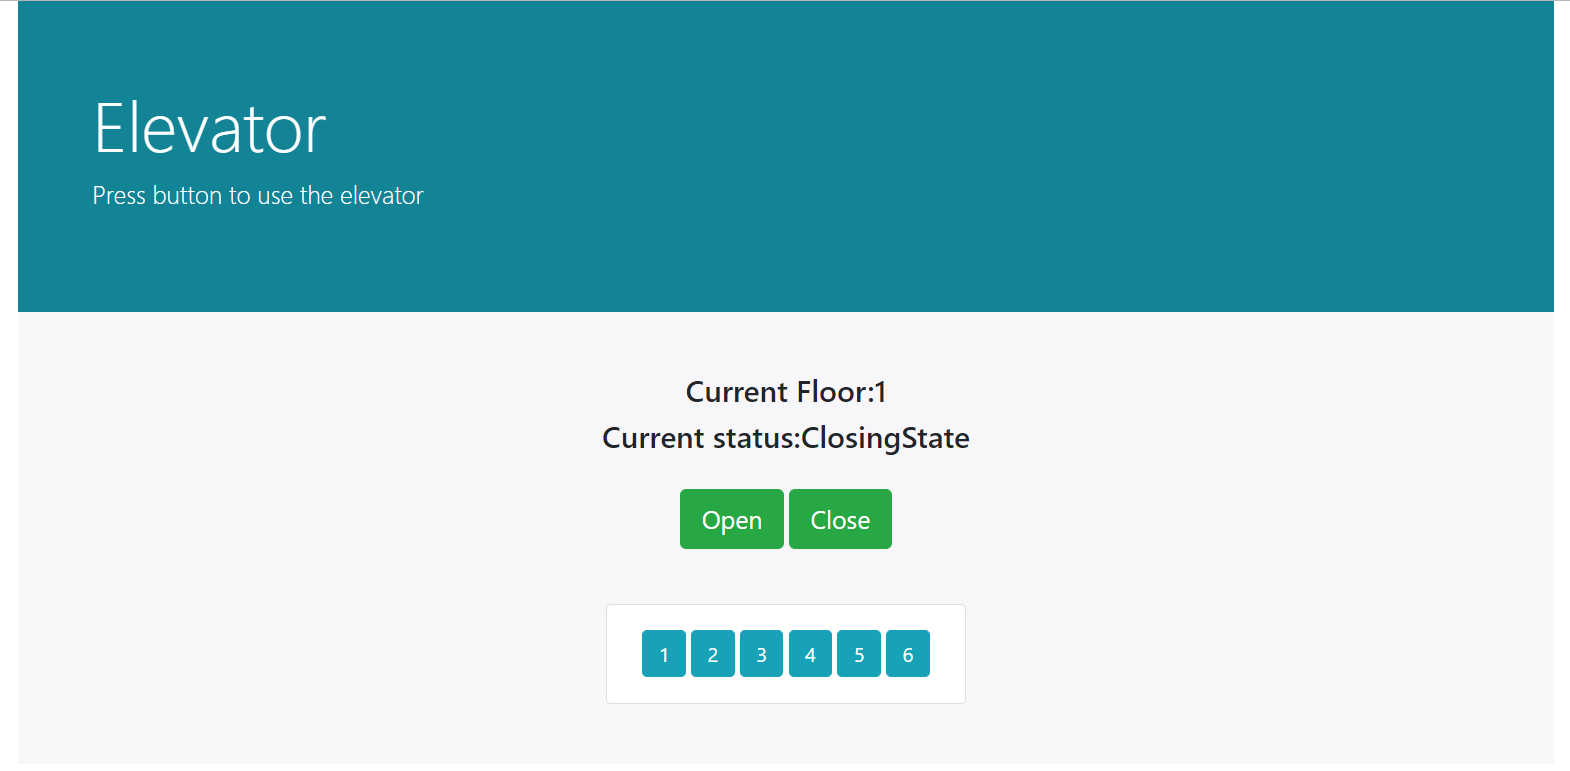 Elevator
Press button to use the elevator
Current Floor:1
Current status:ClosingState
Open Close
1 2 3 4 5 6